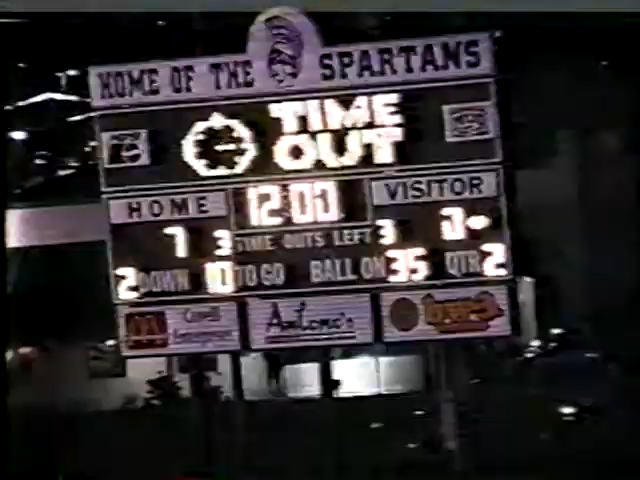 HOME OF THE SPARTANS
TIME OUT
HOME 12:00 VISITOR
7 3 TIME OUTS LEFT 3
2 DOWN 10 TO GO BALL ON 35 QTR 2
Antonio's